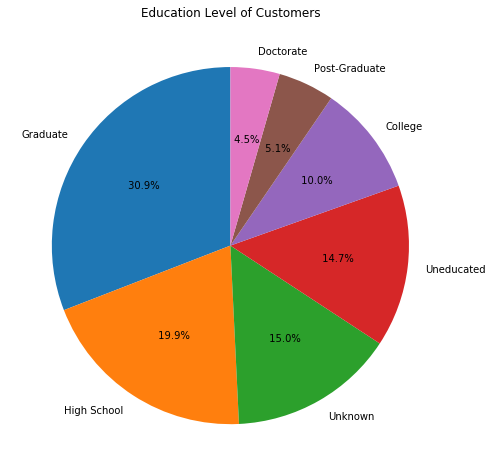 Education Level of Customers
Doctorate
Post-Graduate
College
Graduate
4.5%
5.1%
10.0%
30.9%
14.7%
Uneducated
19.9%
15.0%
High School
Unknown